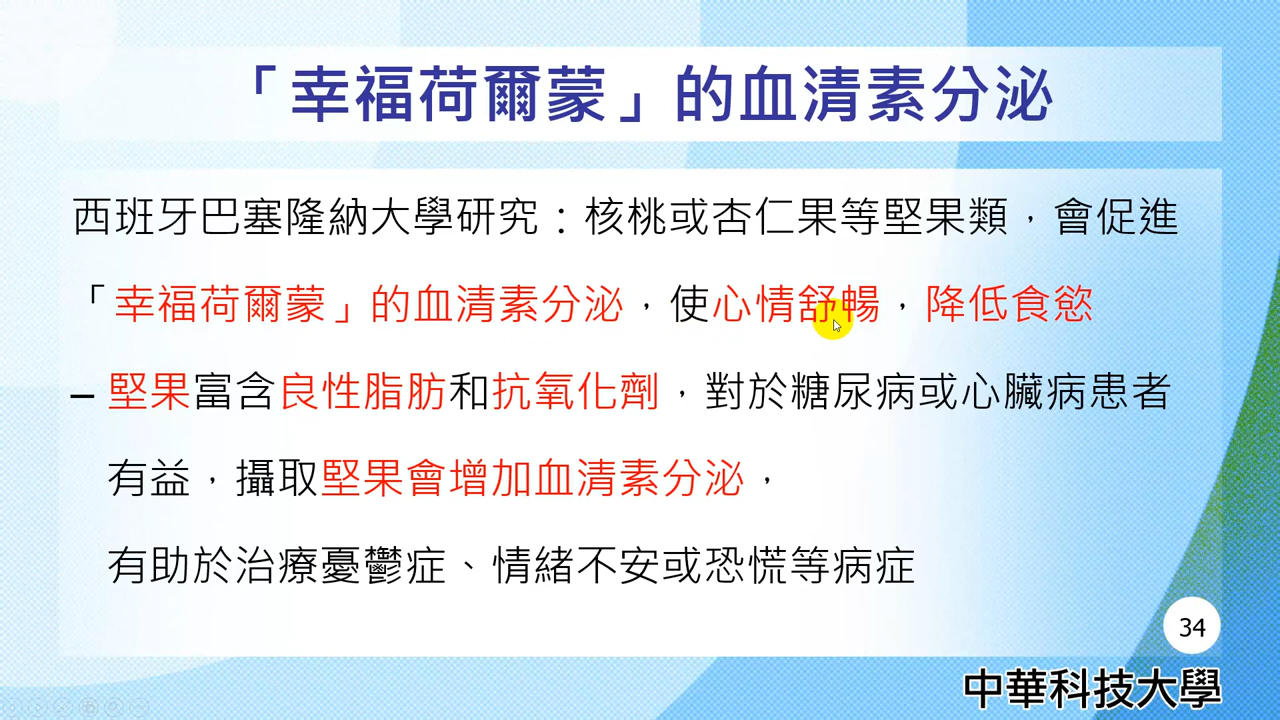 「幸福荷爾蒙」的血清素分泌
西班牙巴塞隆納大學研究：核桃或杏仁果等堅果類，會促進
「幸福荷爾蒙」的血清素分泌，使心情舒暢，降低食慾
– 堅果富含良性脂肪和抗氧化劑，對於糖尿病或心臟病患者
有益，攝取堅果會增加血清素分泌，
有助於治療憂鬱症、情緒不安或恐慌等病症
34
中華科技大學